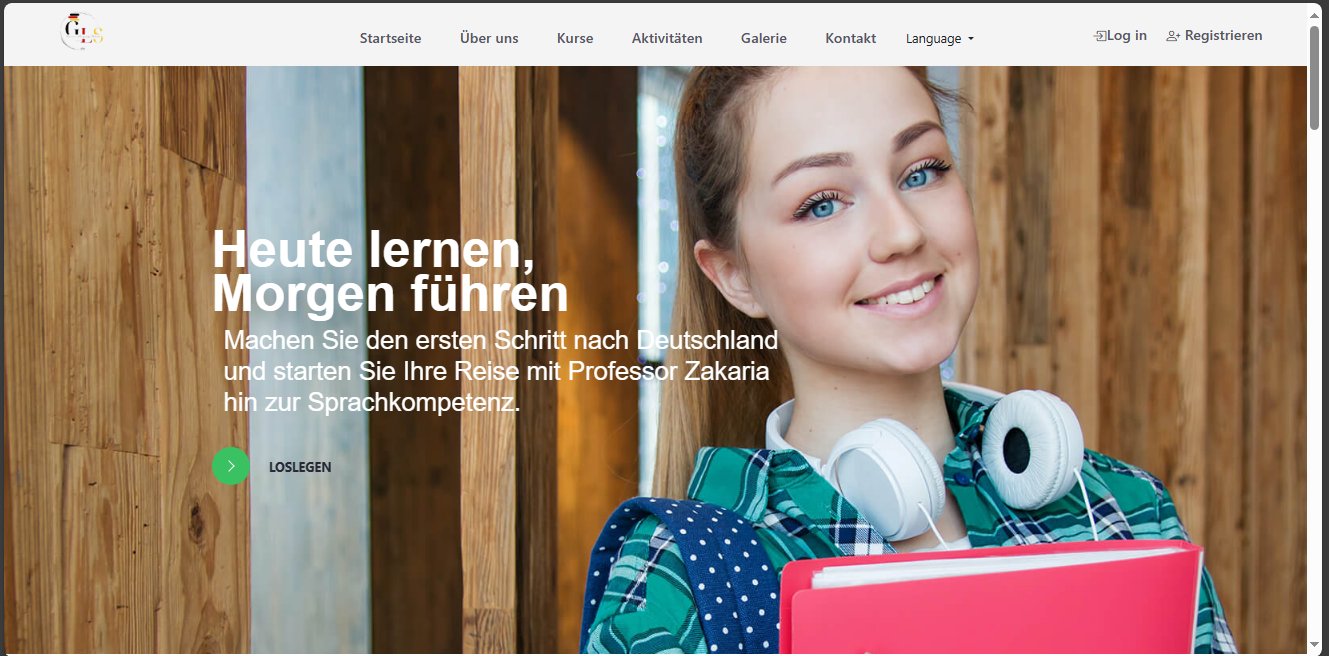 GLS
Startseite
Über uns
Kurse
Aktivitäten
Galerie
Kontakt
Language
Log in
Registrieren
Heute lernen,
Morgen führen
Machen Sie den ersten Schritt nach Deutschland
und starten Sie Ihre Reise mit Professor Zakaria
hin zur Sprachkompetenz.
LOSLEGEN